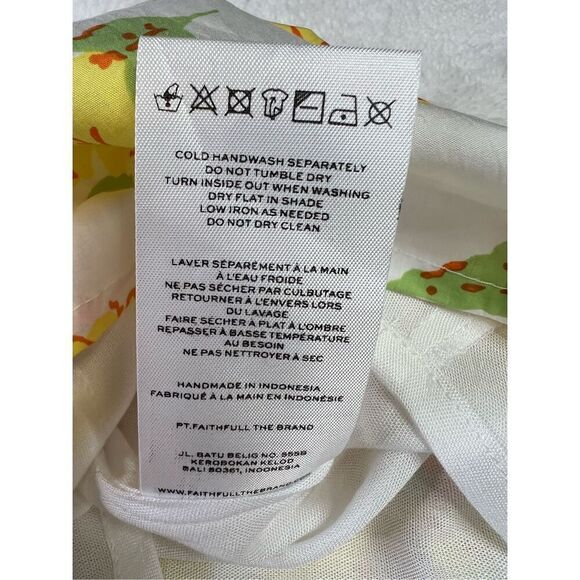 COLD HANDWASH SEPARATELY
DO NOT TUMBLE DRY
TURN INSIDE OUT WHEN WASHING
DRY FLAT IN SHADE
LOW IRON AS NEEDED
DO NOT DRY CLEAN
LAVER SÉPARÉMENT À LA MAIN
À L'EAU FROIDE
NE PAS SÉCHER PAR CULBUTAGE
RETOURNER À L'ENVERS LORS
DU LAVAGE
FAIRE SÉCHER À PLAT À L'OMBRE
REPASSER À BASSE TEMPÉRATURE
AU BESOIN
NE PAS NETTOYER À SEC
HANDMADE IN INDONESIA
FABRIQUÉ À LA MAIN EN INDONÉSIE
PT.FAITHFULL THE BRAND
JL. BATU BELIG NO. 555B
KEROBOKAN KELOD
BALI 80361, INDONESIA
WWW.FAITHFULLTHEBRAND.COM